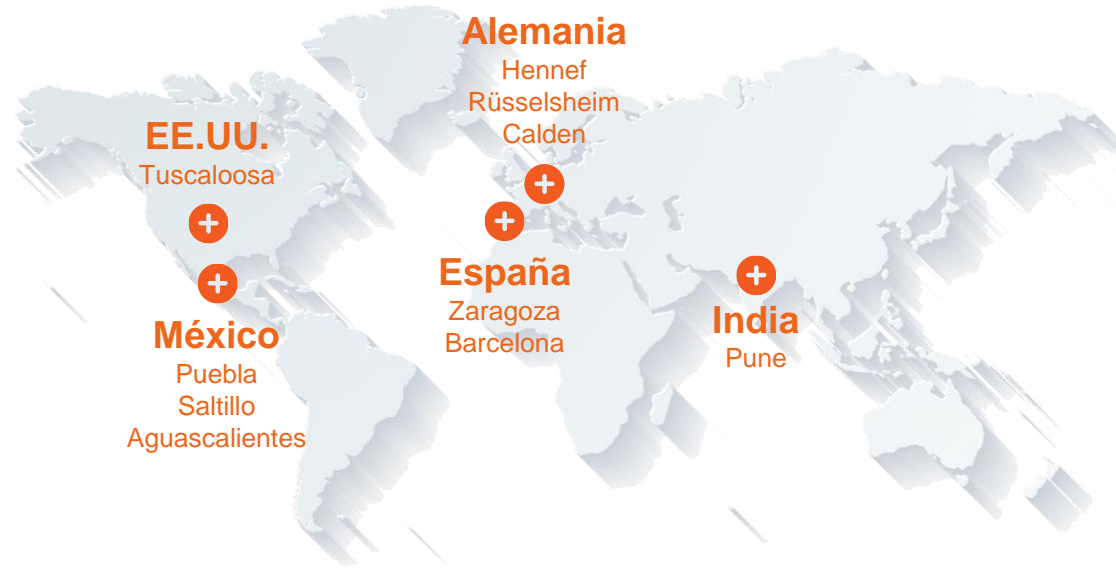 Alemania
Hennef
Rüsselsheim
Calden
EE.UU.
Tuscaloosa
España
Zaragoza
Barcelona
India
Pune
México
Puebla
Saltillo
Aguascalientes